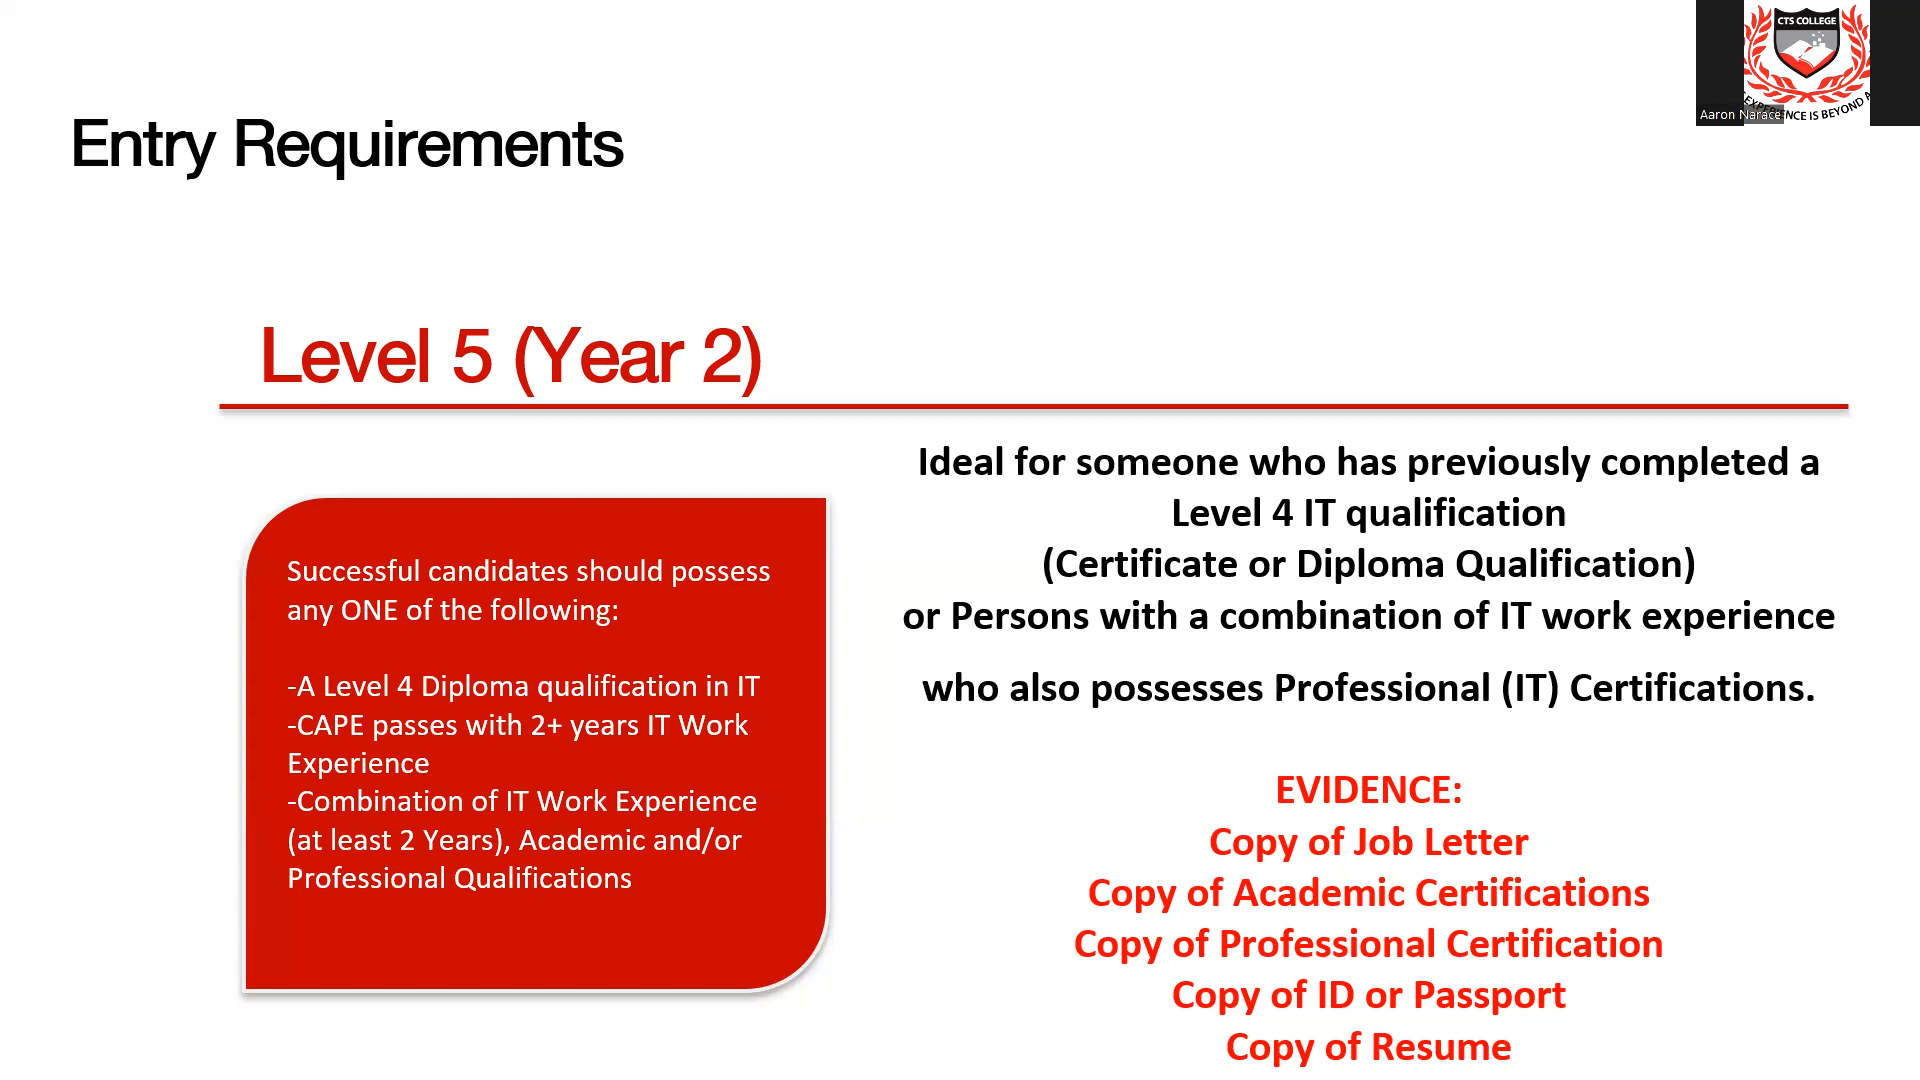 CTS COLLEGE
EXPERIENCE IS BEYOND A
Aaron Narace
Entry Requirements
Level 5 (Year 2)
Successful candidates should possess
any ONE of the following:
-A Level 4 Diploma qualification in IT
-CAPE passes with 2+ years IT Work
Experience
-Combination of IT Work Experience
(at least 2 Years), Academic and/or
Professional Qualifications
Ideal for someone who has previously completed a
Level 4 IT qualification
(Certificate or Diploma Qualification)
or Persons with a combination of IT work experience
who also possesses Professional (IT) Certifications.
EVIDENCE:
Copy of Job Letter
Copy of Academic Certifications
Copy of Professional Certification
Copy of ID or Passport
Copy of Resume